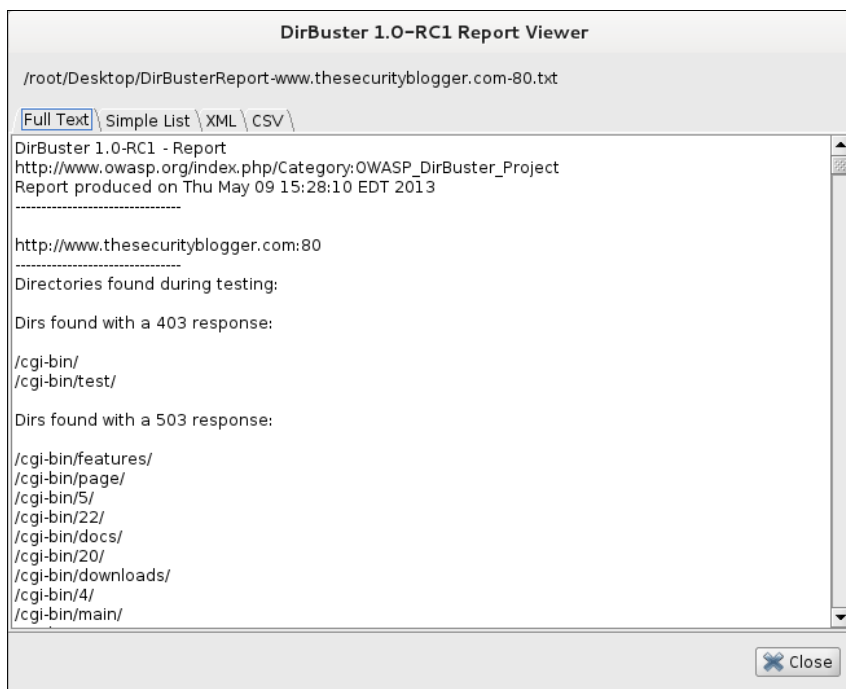 DirBuster 1.0-RC1 Report Viewer
/root/Desktop/DirBusterReport-www.thesecurityblogger.com-80.txt
Full Text \ Simple List \ XML \ CSV \
DirBuster 1.0-RC1 - Report
http://www.owasp.org/index.php/Category:OWASP_DirBuster_Project
Report produced on Thu May 09 15:28:10 EDT 2013
--------------------------------
http://www.thesecurityblogger.com:80
--------------------------------
Directories found during testing:
Dirs found with a 403 response:
/cgi-bin/
/cgi-bin/test/
Dirs found with a 503 response:
/cgi-bin/features/
/cgi-bin/page/
/cgi-bin/5/
/cgi-bin/22/
/cgi-bin/docs/
/cgi-bin/20/
/cgi-bin/downloads/
/cgi-bin/4/
/cgi-bin/main/
Close